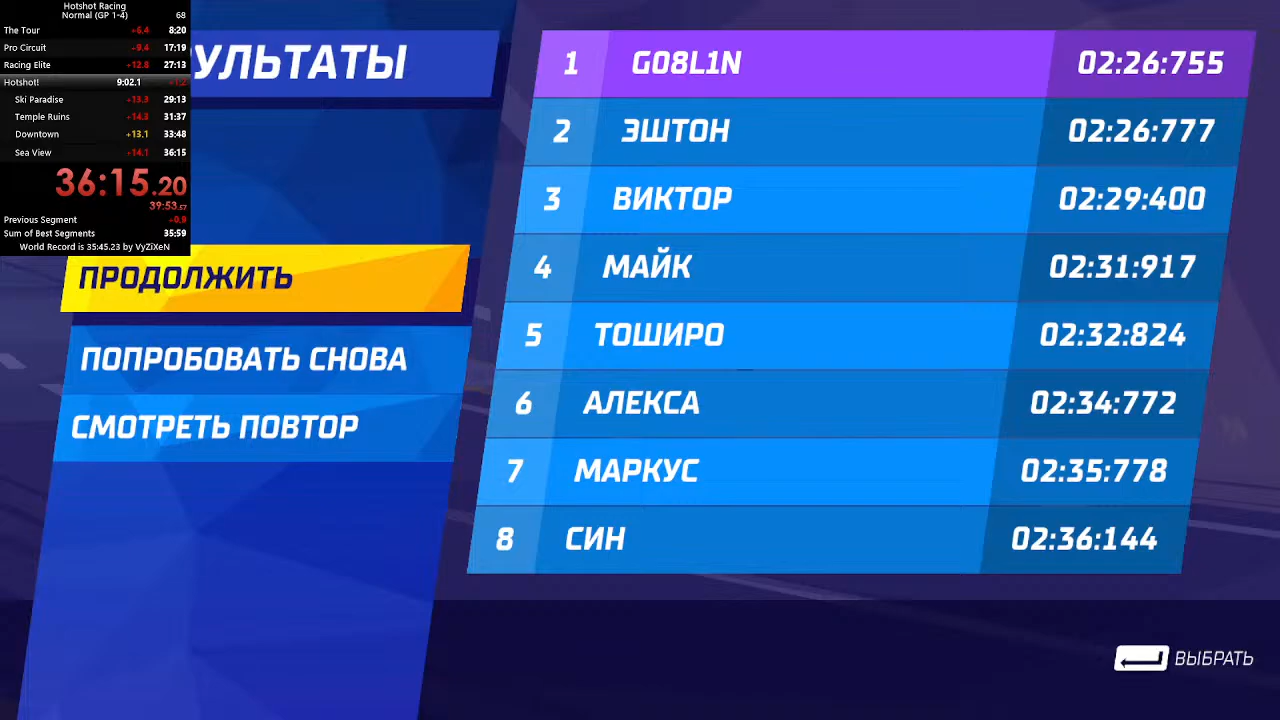 Hotshot Racing
Normal (GP 1-4)
68
The Tour +6.4 8:20
Pro Circuit +9.4 17:19
Racing Elite +12.8 27:13
Hotshot! 9:02.1 +1.2
Ski Paradise +13.3 29:13
Temple Ruins +14.3 31:37
Downtown +13.1 33:48
Sea View +14.1 36:15
36:15.20
39:53.57
Previous Segment +0.9
Sum of Best Segments 35:59
World Record is 35:45.23 by VyZiXeN
УЛЬТАТЫ
ПРОДОЛЖИТЬ
ПОПРОБОВАТЬ СНОВА
СМОТРЕТЬ ПОВТОР
1 G08L1N 02:26:755
2 ЭШТОН 02:26:777
3 ВИКТОР 02:29:400
4 МАЙК 02:31:917
5 ТОШИРО 02:32:824
6 АЛЕКСА 02:34:772
7 МАРКУС 02:35:778
8 СИН 02:36:144
ВЫБРАТЬ